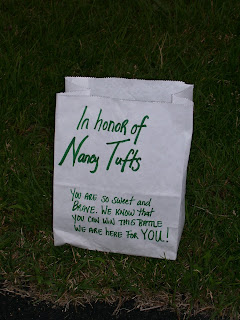 In honor of
Nancy Tufts
YOU ARE SO SWEET AND
BRAVE. WE KNOW THAT
YOU CAN WIN THIS BATTLE
WE ARE HERE FOR YOU!